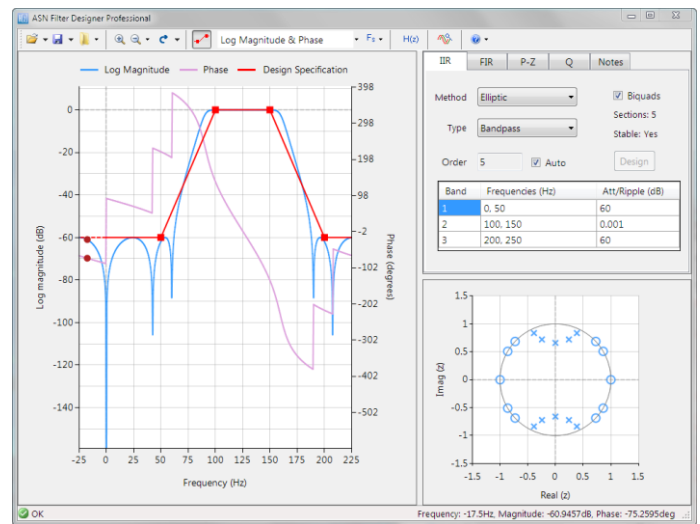 ASN Filter Designer Professional
Log Magnitude & Phase
Fs
H(z)
Log Magnitude
Phase
Design Specification
0
-20
-40
-60
-80
-100
-120
-140
Log magnitude (dB)
398
298
198
98
-2
-102
-202
-302
-402
-502
Phase (degrees)
-25 0 25 50 75 100 125 150 175 200 225
Frequency (Hz)
IIR FIR P-Z Q Notes
Method Elliptic Biquads
Sections: 5
Type Bandpass Stable: Yes
Order 5 Auto Design
Band Frequencies (Hz) Att/Ripple (dB)
1 0, 50 60
2 100, 150 0.001
3 200, 250 60
1.5
1
0.5
0
-0.5
-1
-1.5
Imag (z)
-1.5 -1 -0.5 0 0.5 1 1.5
Real (z)
OK
Frequency: -17.5Hz, Magnitude: -60.9457dB, Phase: -75.2595deg